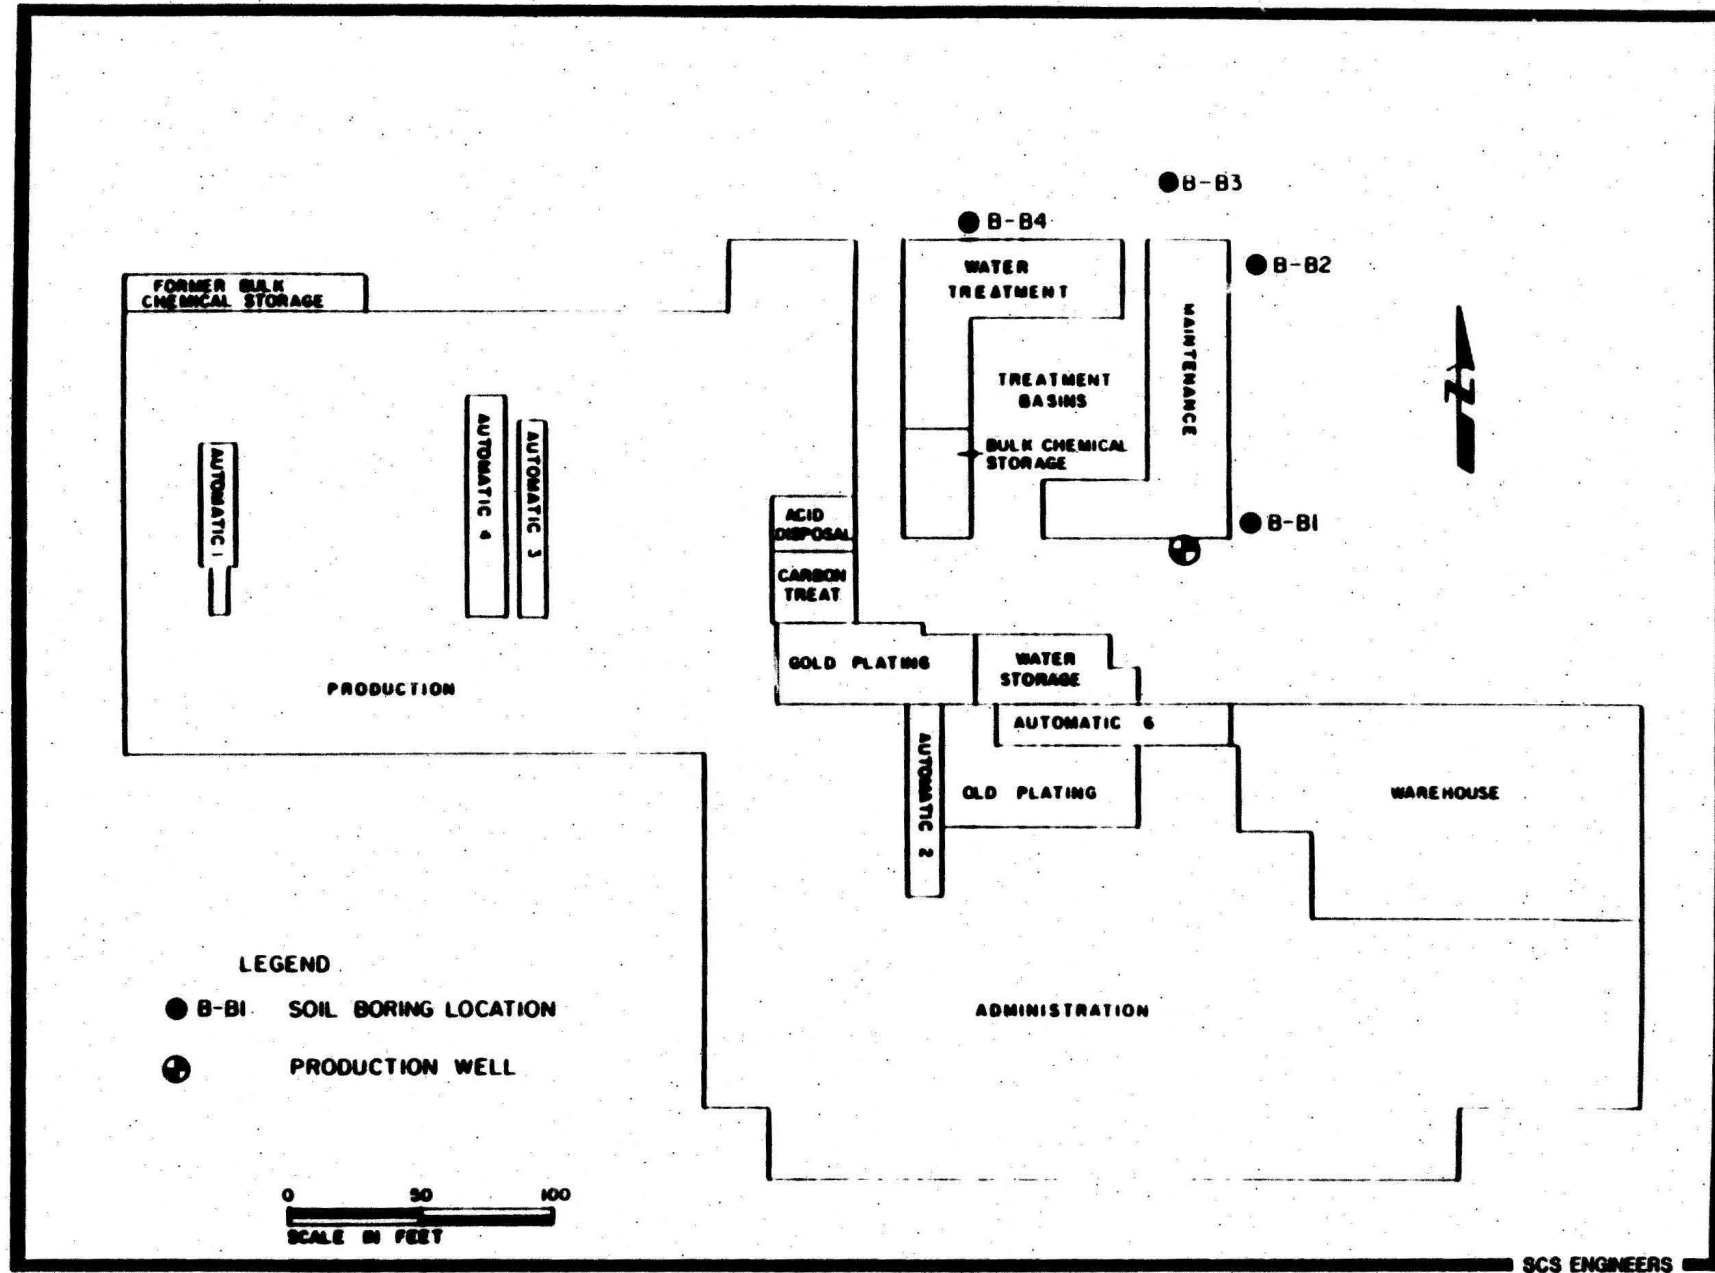 B-B3
B-B4
B-B2
WATER
TREATMENT
FORMER BULK
CHEMICAL STORAGE
MAINTENANCE
TREATMENT
BASINS
N
AUTOMATIC 1
AUTOMATIC 4
AUTOMATIC 3
BULK CHEMICAL
STORAGE
ACID
DISPOSAL
B-B1
CARBON
TREAT
GOLD PLATING
WATER
STORAGE
PRODUCTION
AUTOMATIC 6
AUTOMATIC 2
OLD PLATING
WAREHOUSE
LEGEND
B-B1 SOIL BORING LOCATION
ADMINISTRATION
PRODUCTION WELL
0 50 100
SCALE IN FEET
SCS ENGINEERS